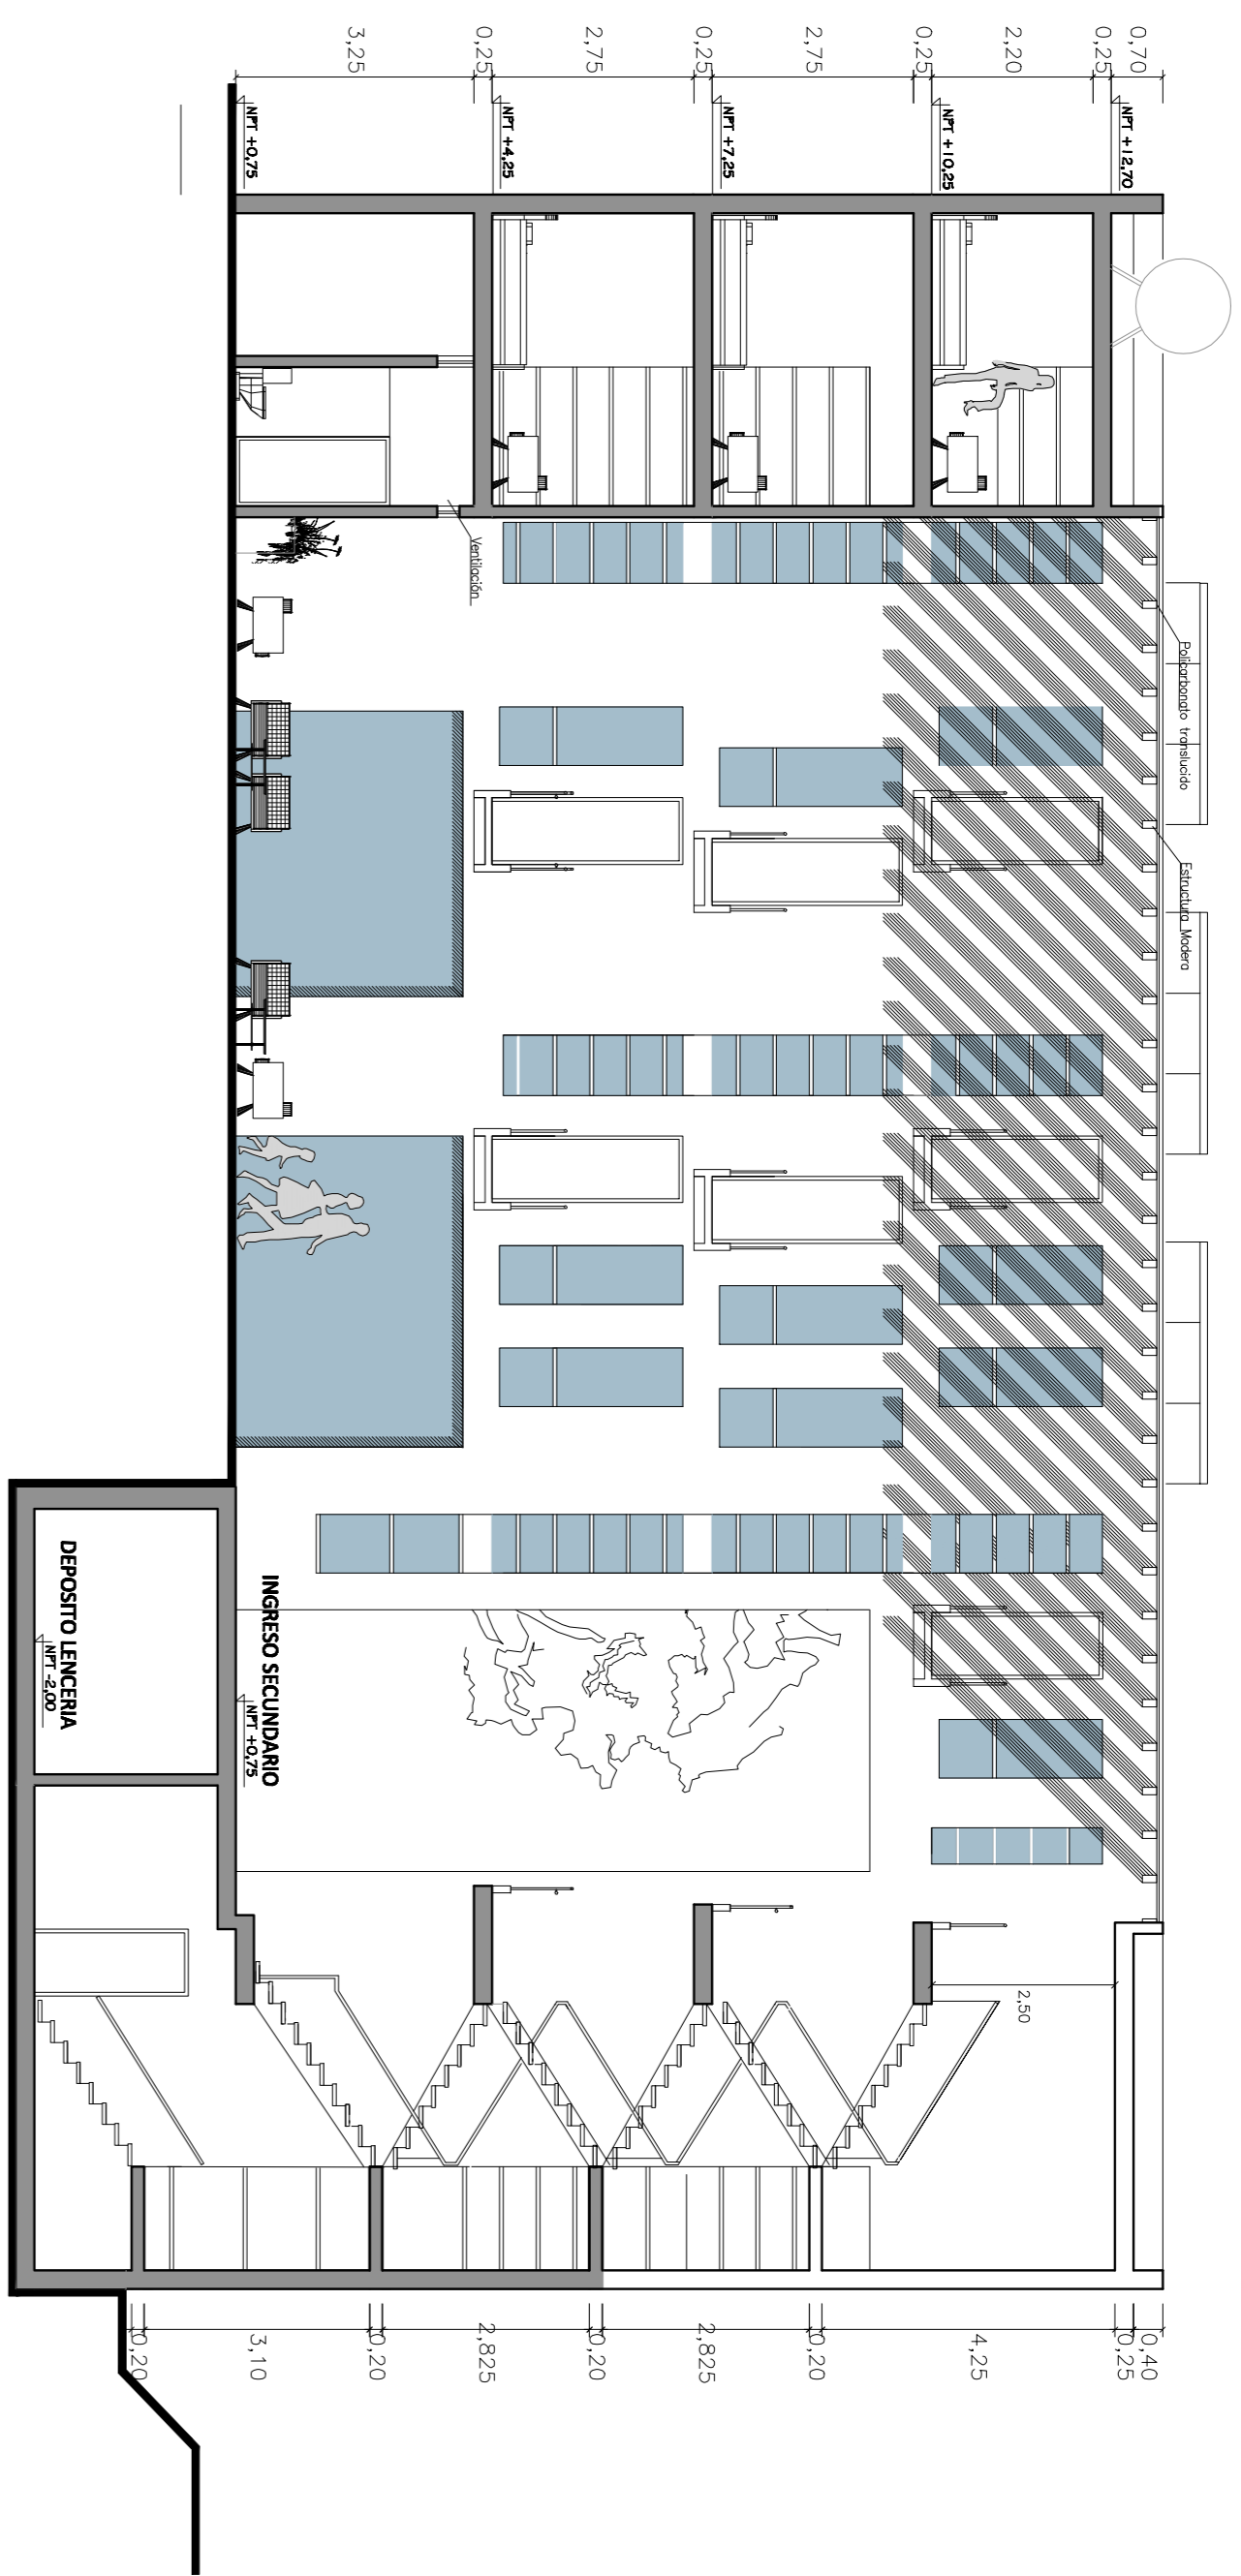 0,70
0,25
2,20
0,25
2,75
0,25
2,75
0,25
3,25
NPT +12,70
NPT +10,25
NPT +7,25
NPT +4,25
NPT +0,75
Policarbonato translucido
Estructura Madera
Ventilación
INGRESO SECUNDARIO
NPT +0,75
DEPOSITO LENCERIA
NPT -2,00
2,50
0,40
0,25
4,25
0,20
2,825
0,20
2,825
0,20
3,10
0,20